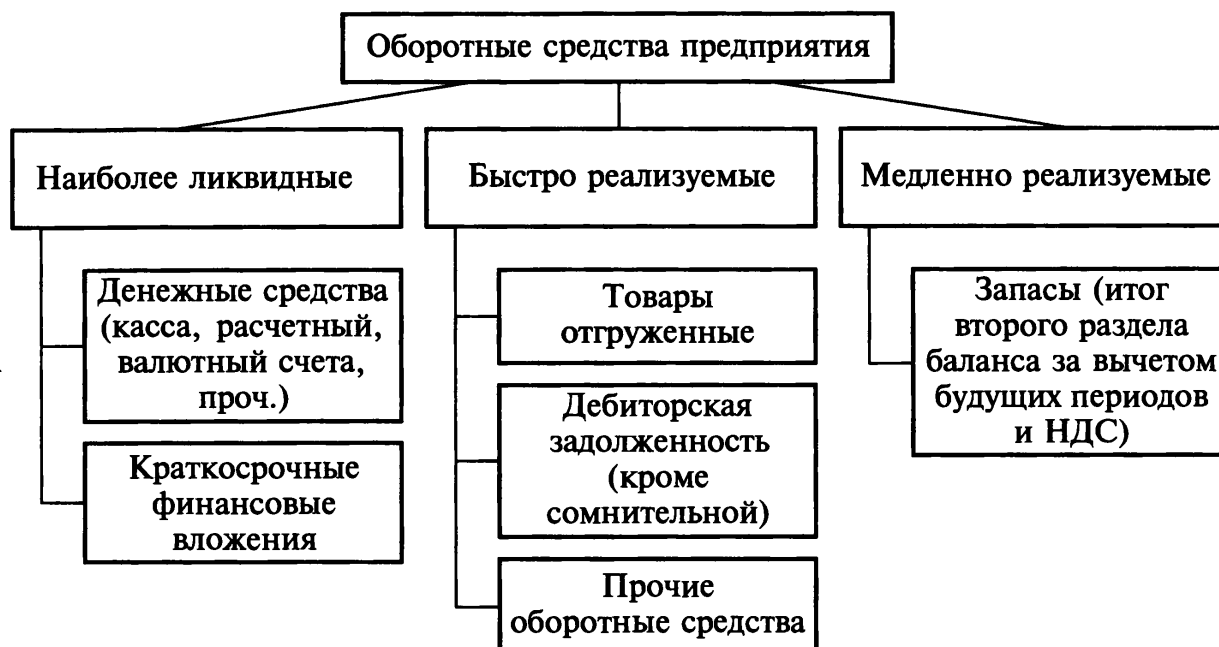 Оборотные средства предприятия
Наиболее ликвидные
Быстро реализуемые
Медленно реализуемые
Денежные средства
(касса, расчетный,
валютный счета,
проч.)
Краткосрочные
финансовые
вложения
Товары
отгруженные
Дебиторская
задолженность
(кроме
сомнительной)
Прочие
оборотные средства
Запасы (итог
второго раздела
баланса за вычетом
будущих периодов
и НДС)